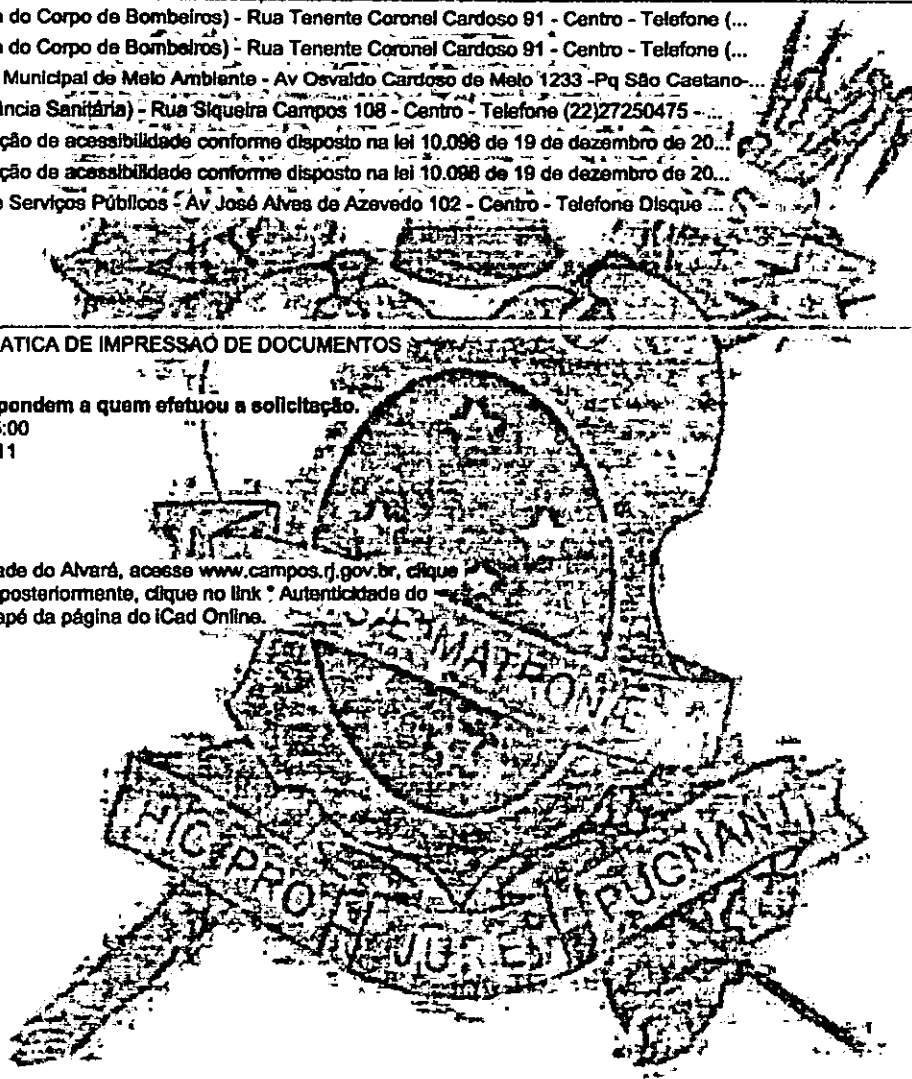 do Corpo de Bombeiros) - Rua Tenente Coronel Cardoso 91 - Centro - Telefone (...
do Corpo de Bombeiros) - Rua Tenente Coronel Cardoso 91 - Centro - Telefone (...
Municipal de Meio Ambiente - Av Osvaldo Cardoso de Melo 1233 -Pq São Caetano-...
ância Sanitária) - Rua Siqueira Campos 108 - Centro - Telefone (22)27250475 - ...
ção de acessibilidade conforme disposto na lei 10.098 de 19 de dezembro de 20...
ção de acessibilidade conforme disposto na lei 10.098 de 19 de dezembro de 20...
Serviços Públicos - Av José Alves de Azevedo 102 - Centro - Telefone Disque ...
ATICA DE IMPRESSAO DE DOCUMENTOS
pondem a quem efetuou a solicitação.
:00
11
ade do Alvará, acesse www.campos.rj.gov.br, clique
posteriormente, clique no link " Autenticidade do
apé da página do iCad Online.
MATRONÆ
HIC PRO
JURE
PUGNANT